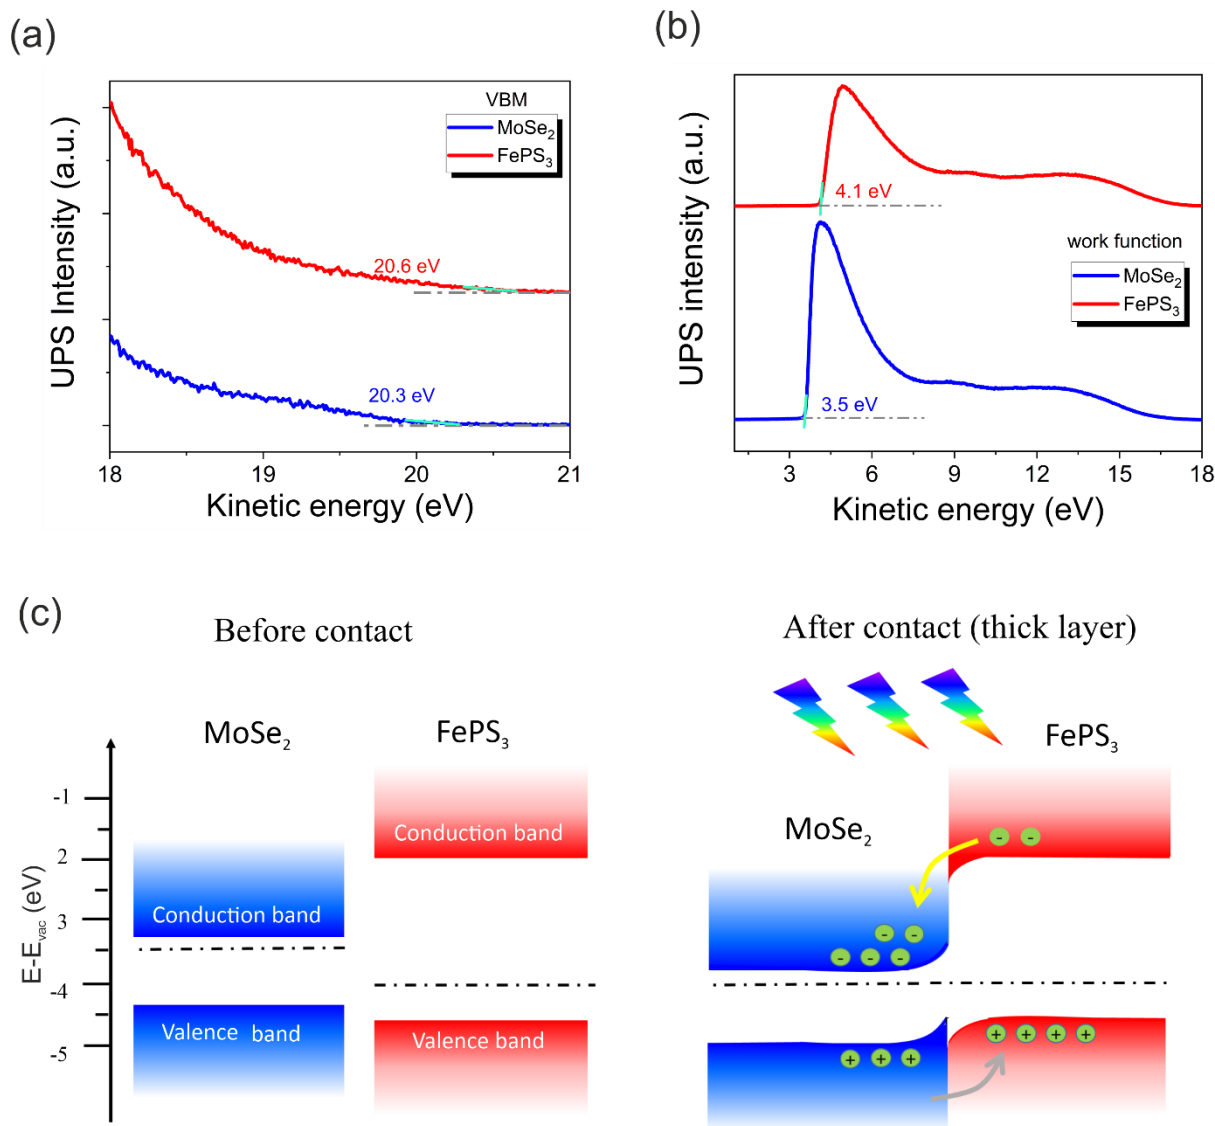 (a)
UPS Intensity (a.u.)
VBM
MoSe₂
FePS₃
20.6 eV
20.3 eV
18 19 20 21
Kinetic energy (eV)
(b)
UPS intensity (a.u.)
4.1 eV
work function
MoSe₂
FePS₃
3.5 eV
3 6 9 12 15 18
Kinetic energy (eV)
(c)
Before contact
MoSe₂
FePS₃
E-Evac (eV)
-1
2
3
-4
-5
Conduction band
Conduction band
Valence band
Valence band
After contact (thick layer)
FePS₃
MoSe₂
- -
- -
- - -
+ + +
+ + + +